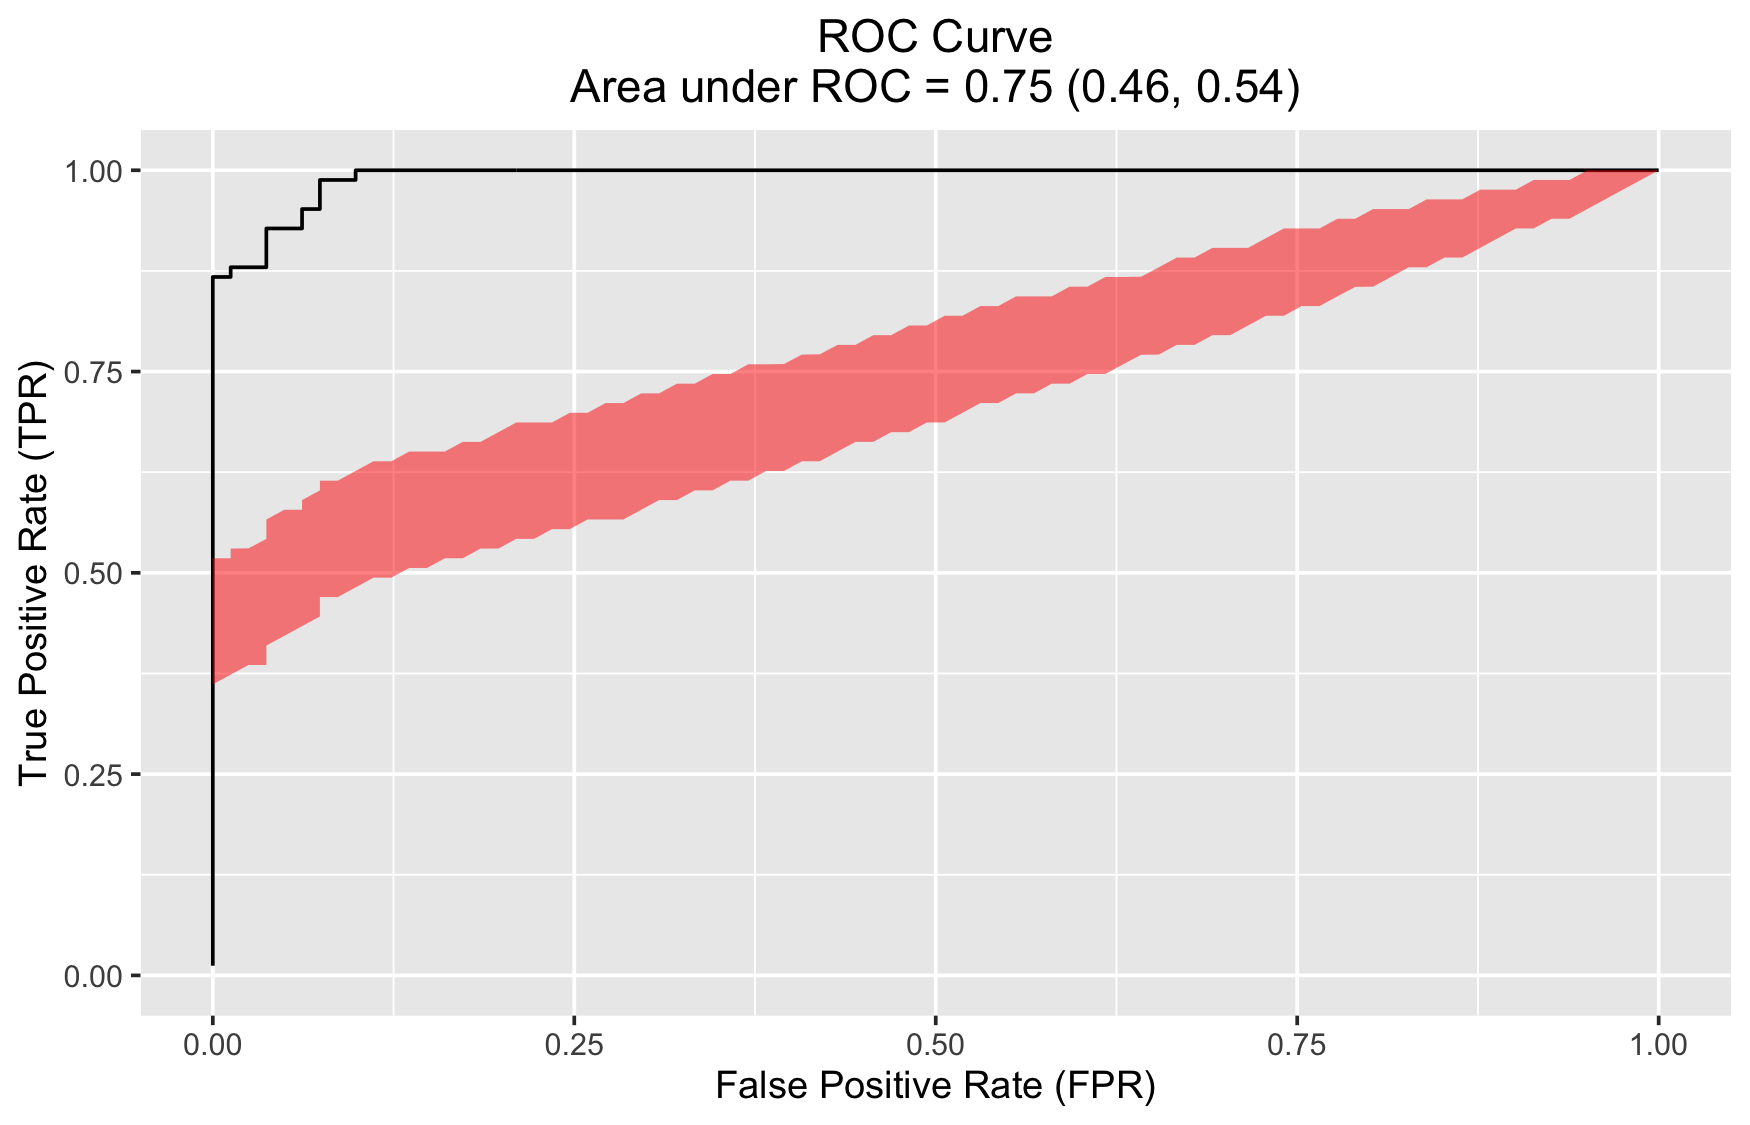 ROC Curve
Area under ROC = 0.75 (0.46, 0.54)
True Positive Rate (TPR)
1.00
0.75
0.50
0.25
0.00
0.00 0.25 0.50 0.75 1.00
False Positive Rate (FPR)